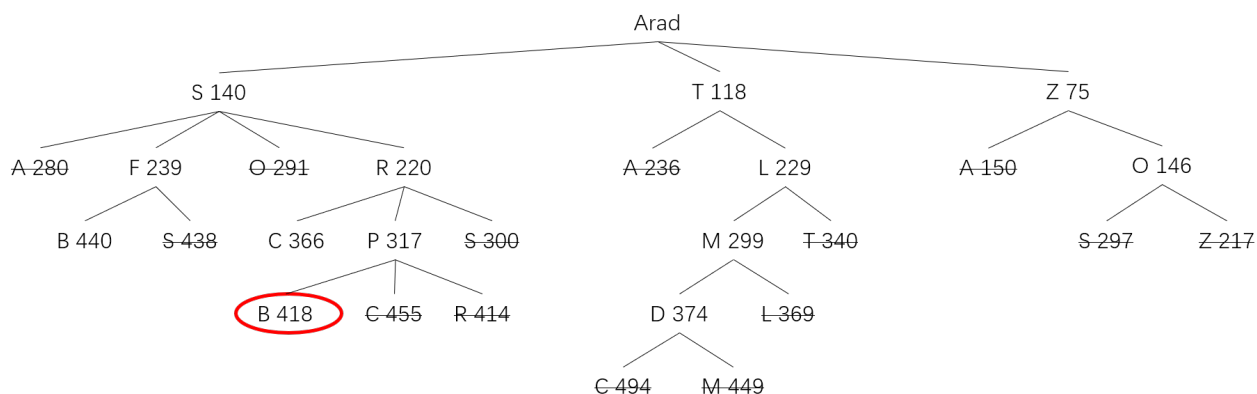 Arad
S 140 T 118 Z 75
A 280 F 239 O 291 R 220 A 236 L 229 A 150 O 146
B 440 S 438 C 366 P 317 S 300 M 299 T 340 S 297 Z 217
B 418 C 455 R 414 D 374 L 369
C 494 M 449